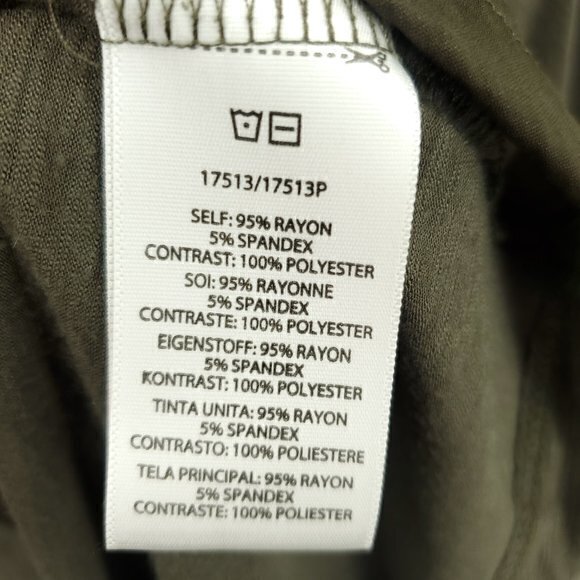 17513/17513P
SELF: 95% RAYON
5% SPANDEX
CONTRAST: 100% POLYESTER
SOI: 95% RAYONNE
5% SPANDEX
CONTRASTE: 100% POLYESTER
EIGENSTOFF: 95% RAYON
5% SPANDEX
KONTRAST: 100% POLYESTER
TINTA UNITA: 95% RAYON
5% SPANDEX
CONTRASTO: 100% POLIESTERE
TELA PRINCIPAL: 95% RAYON
5% SPANDEX
CONTRASTE: 100% POLIESTER